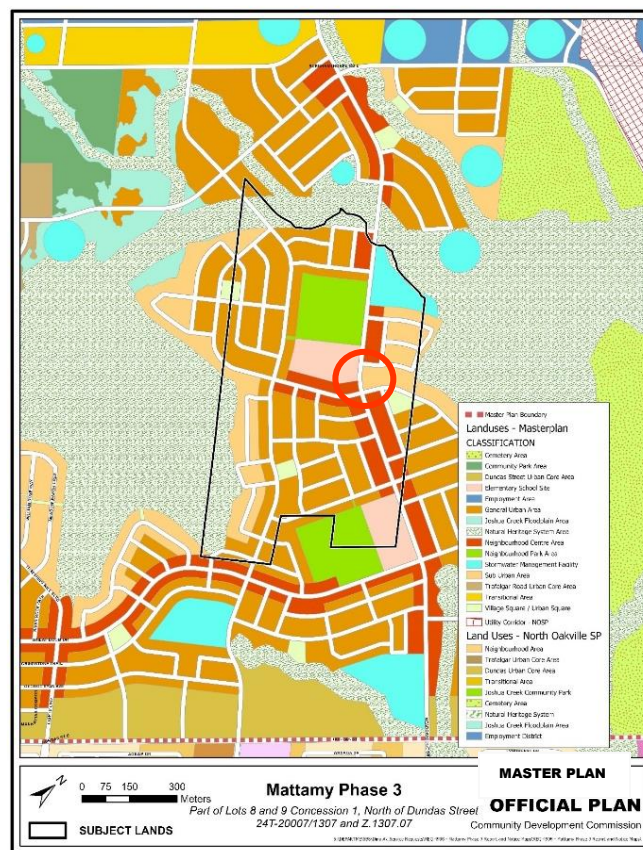 Master Plan Boundary
Landuses - Masterplan
CLASSIFICATION
Cemetery Area
Community Park Area
Dundas Street Urban Core Area
Elementary School Site
Employment Area
General Urban Area
Joshua Creek Floodplain Area
Natural Heritage System Area
Neighbourhood Centre Area
Neighbourhood Park Area
Stormwater Management Facility
Sub Urban Area
Trafalgar Road Urban Core Area
Transitional Area
Village Square / Urban Square
Utility Corridor - NOSP
Land Uses - North Oakville SP
Neighbourhood Area
Trafalgar Urban Core Area
Dundas Urban Core Area
Transitional Area
Joshua Creek Community Park
Cemetery Area
Natural Heritage System
Joshua Creek Floodplain Area
Employment District
N
0 75 150 300
Meters
SUBJECT LANDS
Mattamy Phase 3
Part of Lots 8 and 9 Concession 1, North of Dundas Street
24T-20007/1307 and Z.1307.07
MASTER PLAN
OFFICIAL PLAN
Community Development Commission